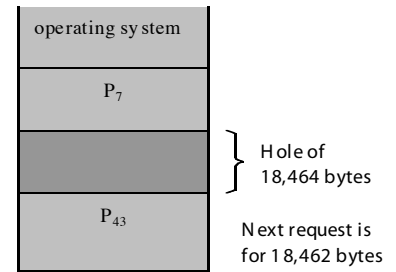 operating system
P₇
Hole of
18,464 bytes
P₄₃
Next request is
for 18,462 bytes